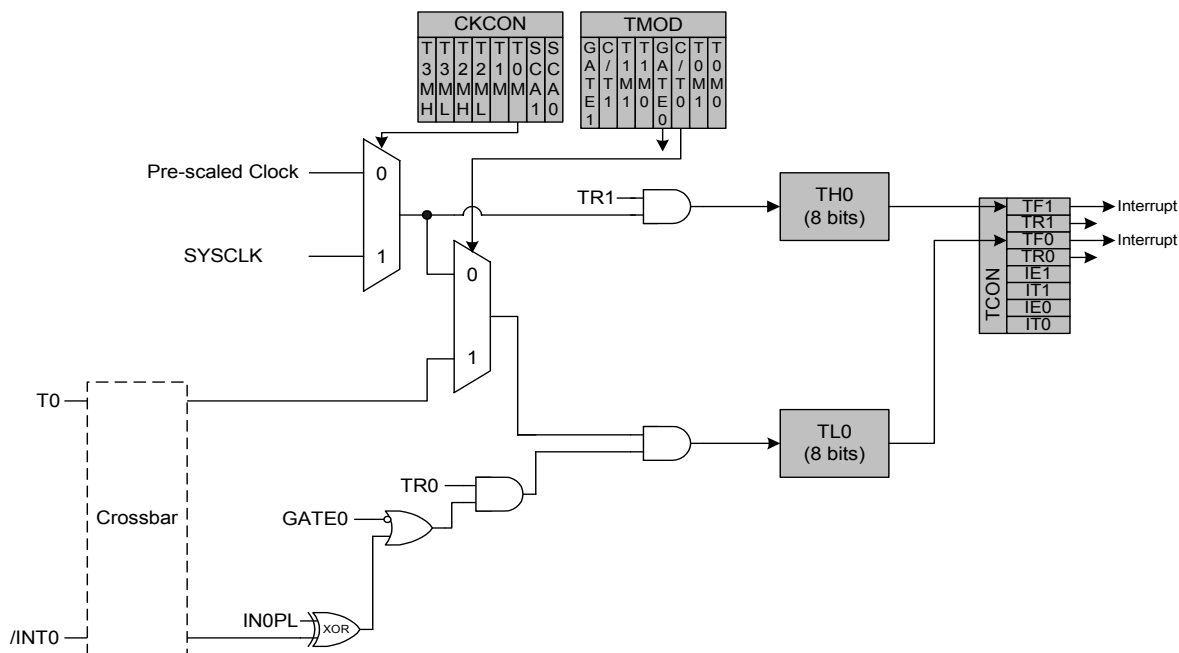 CKCON
T3MH
T3ML
T2MH
T2ML
T1M
T0M
SCA1
SCA0
TMOD
GATE1
C/T1
T1M1
T1M0
GATE0
C/T0
T0M1
T0M0
Pre-scaled Clock
0
SYSCLK
1
TR1
TH0
(8 bits)
TF1
Interrupt
TR1
TF0
Interrupt
TR0
IE1
IT1
IE0
IT0
TCON
0
1
T0
Crossbar
TL0
(8 bits)
TR0
GATE0
IN0PL
XOR
/INT0